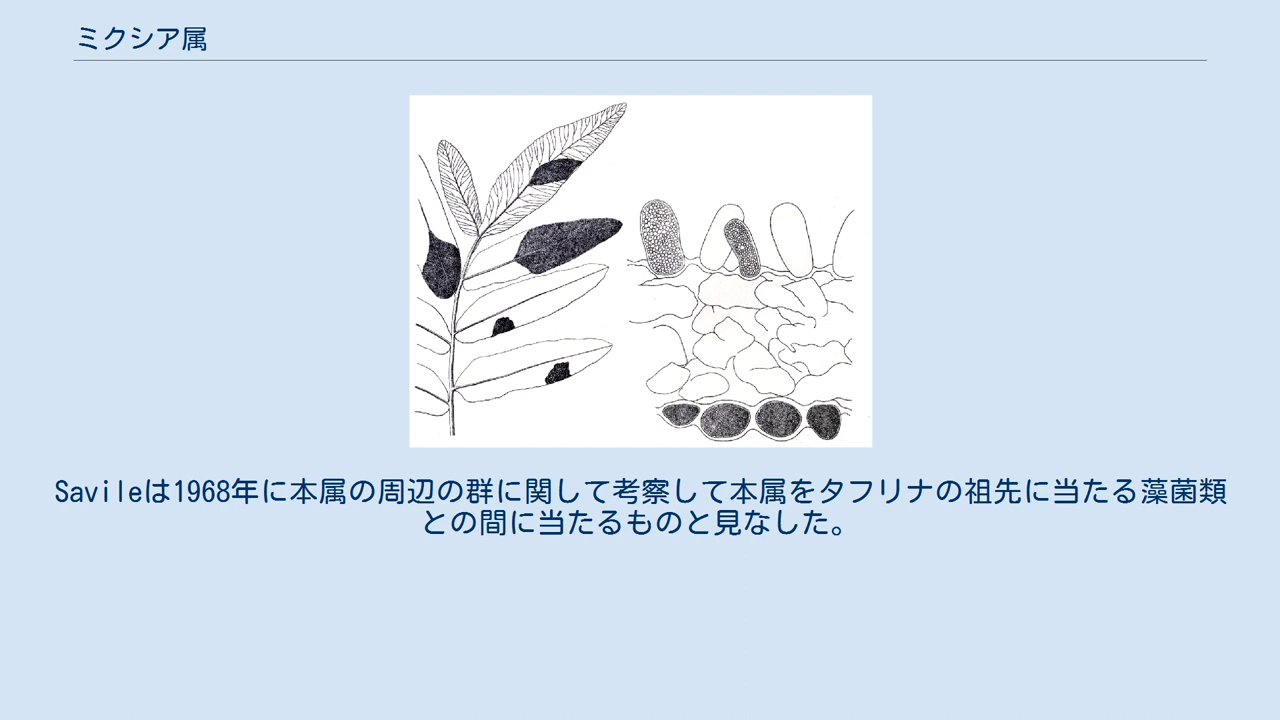 ミクシア属
Savileは1968年に本属の周辺の群に関して考察して本属をタフリナの祖先に当たる藻菌類
との間に当たるものと見なした。